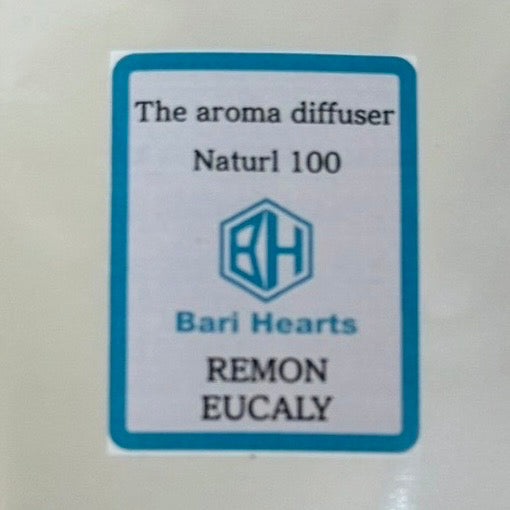 The aroma diffuser
Naturl 100
BH
Bari Hearts
REMON
EUCALY